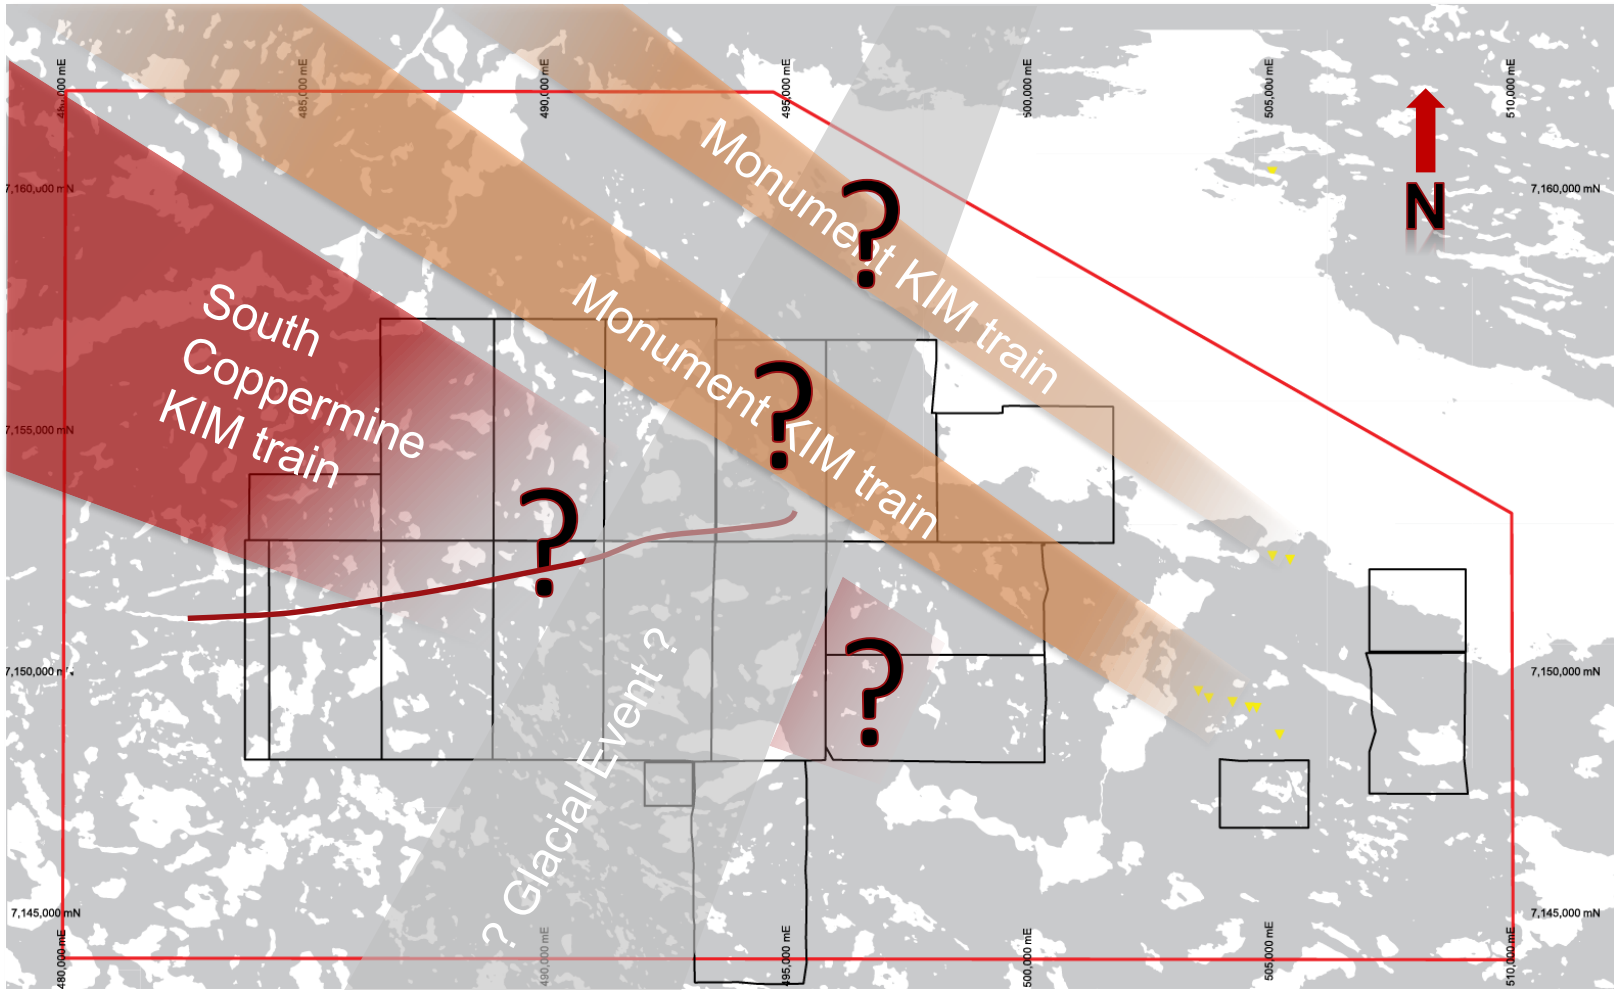 480,000 mE
485,000 mE
490,000 mE
495,000 mE
500,000 mE
505,000 mE
510,000 mE
N
7,160,000 mN
7,160,000 mN
Monument KIM train
?
South
Coppermine
KIM train
Monument KIM train
?
7,155,000 mN
?
?
7,150,000 m
7,150,000 mN
? Glacial Event ?
7,145,000 mN
7,145,000 mN
480,000 mE
490,000 mE
495,000 mE
500,000 mE
505,000 mE
510,000 mE